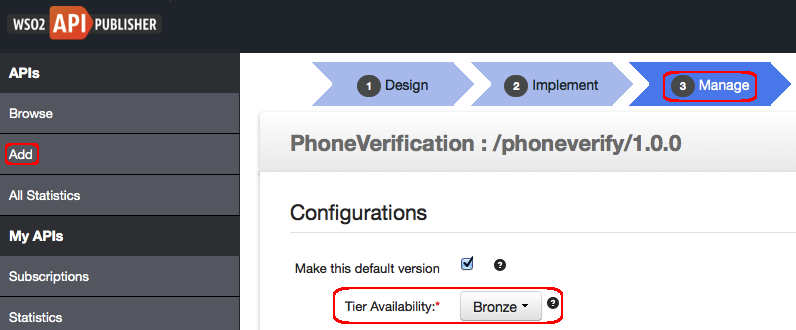 WSO2 API PUBLISHER
APIs
Browse
Add
All Statistics
My APIs
Subscriptions
Statistics
1 Design
2 Implement
3 Manage
PhoneVerification : /phoneverify/1.0.0
Configurations
Make this default version ?
Tier Availability:* Bronze ?